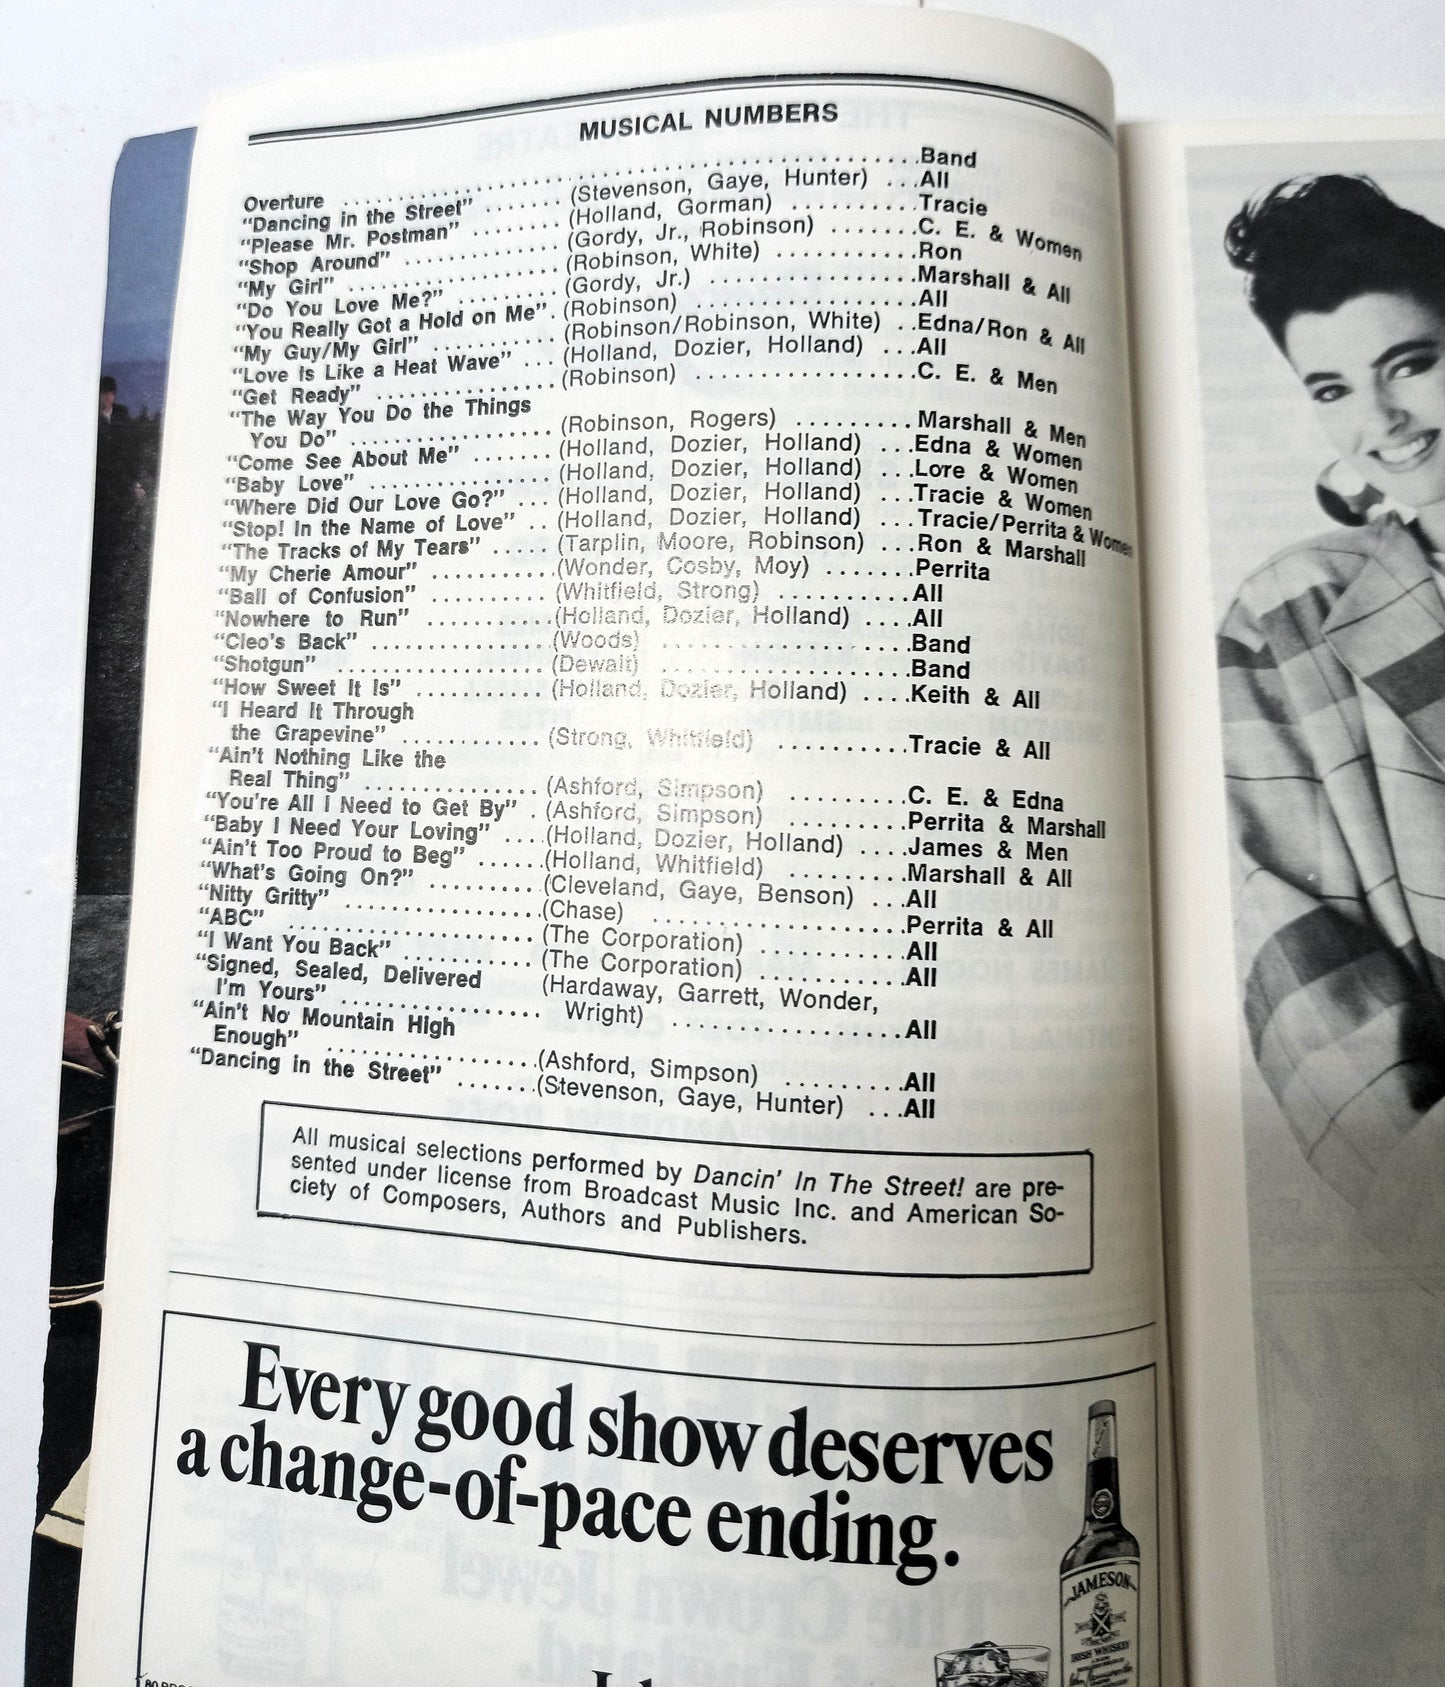 MUSICAL NUMBERS
Overture ........................................Band
"Dancing in the Street" .......(Stevenson, Gaye, Hunter) ...All
"Please Mr. Postman" ........(Holland, Gorman) ..........Tracie
"Shop Around" .............(Gordy, Jr., Robinson) .......C. E. & Women
"My Girl" ..................(Robinson, White) ...........Ron
"Do You Love Me?" .........(Gordy, Jr.) ................Marshall & All
"You Really Got a Hold on Me".(Robinson) ................All
"My Guy/My Girl" ...........(Robinson/Robinson, White) ..Edna/Ron & All
"Love Is Like a Heat Wave" ...(Holland, Dozier, Holland) ...All
"Get Ready" ...............(Robinson) .................C. E. & Men
"The Way You Do the Things
You Do" ..................(Robinson, Rogers) .........Marshall & Men
"Come See About Me" .......(Holland, Dozier, Holland) ...Edna & Women
"Baby Love" ................(Holland, Dozier, Holland) ...Lore & Women
"Where Did Our Love Go?" ...(Holland, Dozier, Holland) ...Tracie & Women
"Stop! In the Name of Love" ..(Holland, Dozier, Holland) ...Tracie/Perrita & Women
"The Tracks of My Tears" .....(Tarplin, Moore, Robinson) ...Ron & Marshall
"My Cherie Amour" ...........(Wonder, Cosby, Moy) .......Perrita
"Ball of Confusion" ..........(Whitfield, Strong) ..........All
"Nowhere to Run" ...........(Holland, Dozier, Holland) ....All
"Cleo's Back" ................(Woods) ....................Band
"Shotgun" ..................(Dewalt) ....................Band
"How Sweet It Is" ............(Holland, Dozier, Holland) ....Keith & All
"I Heard It Through
the Grapevine" ............(Strong, Whitfield) ..........Tracie & All
"Ain't Nothing Like the
Real Thing" ...............(Ashford, Simpson) .........C. E. & Edna
"You're All I Need to Get By" .(Ashford, Simpson) .........Perrita & Marshall
"Baby I Need Your Loving" ....(Holland, Dozier, Holland) ....James & Men
"Ain't Too Proud to Beg" ......(Holland, Whitfield) .........Marshall & All
"What's Going On?" .........(Cleveland, Gaye, Benson) ...All
"Nitty Gritty" .................(Chase) ....................Perrita & All
"ABC" .....................(The Corporation) ...........All
"I Want You Back" ...........(The Corporation) ...........All
"Signed, Sealed, Delivered (Hardaway, Garrett, Wonder,
I'm Yours" .................. Wright) ....................All
"Ain't No Mountain High
Enough" .................(Ashford, Simpson) .........All
"Dancing in the Street" .......(Stevenson, Gaye, Hunter) ...All
All musical selections performed by Dancin' In The Street! are pre-
sented under license from Broadcast Music Inc. and American So-
ciety of Composers, Authors and Publishers.
Every good show deserves
a change-of-pace ending.
JAMESON
IRISH WHISKEY